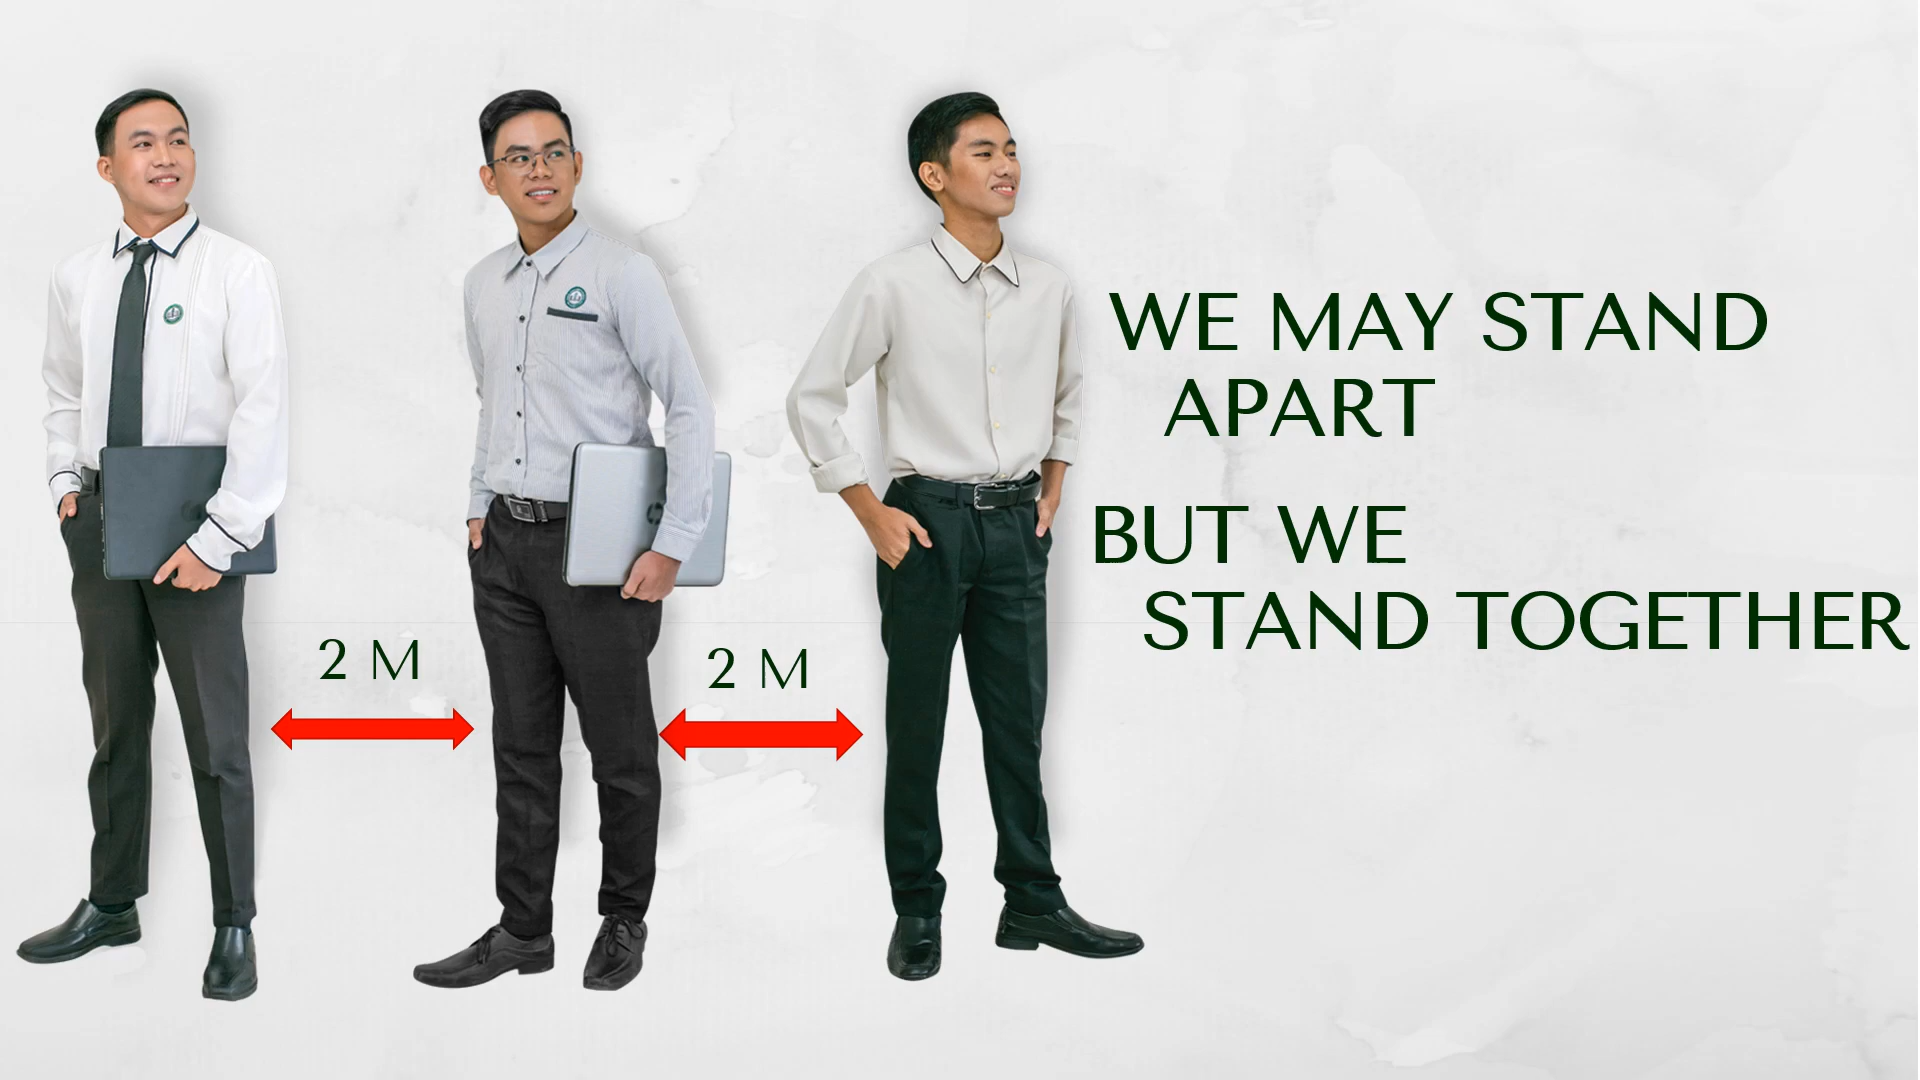 WE MAY STAND
APART
BUT WE
STAND TOGETHER
2 M
2 M